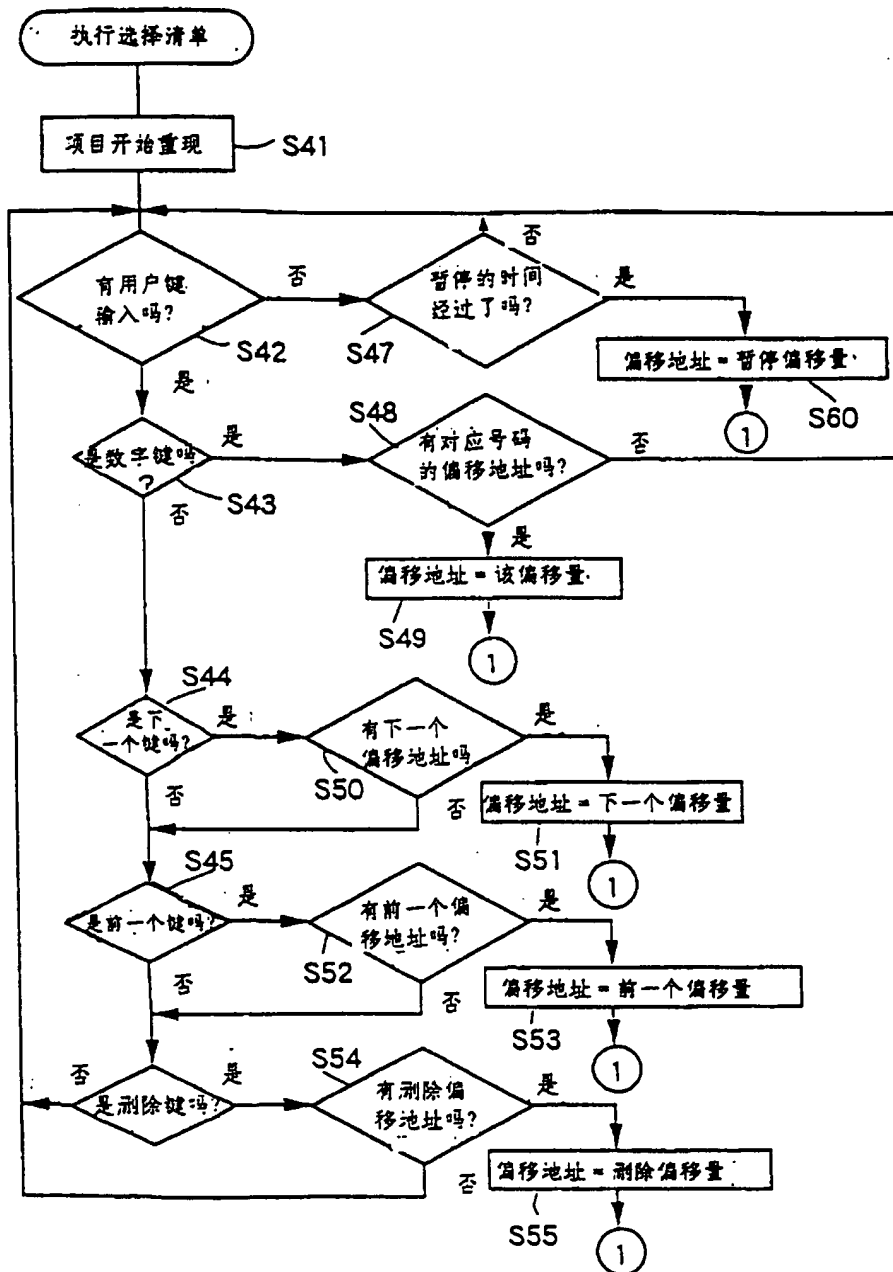 执行选择清单
项目开始重现
S41
有用户键
输入吗?
否
S42
是
暂停的时间
经过了吗?
否
是
S47
偏移地址=暂停偏移量
S60
1
是数字键吗
?
是
S43
否
S48
有对应号码
的偏移地址吗?
否
是
偏移地址=该偏移量
S49
1
S44
是下
一个键吗?
是
否
有下一个
偏移地址吗
是
S50
否
偏移地址=下一个偏移量
S51
1
S45
是前一个键吗?
是
否
有前一个偏
移地址吗?
是
S52
否
偏移地址=前一个偏移量
S53
1
否
是删除键吗?
是
S54
有删除偏
移地址吗?
是
否
偏移地址=删除偏移量
S55
1